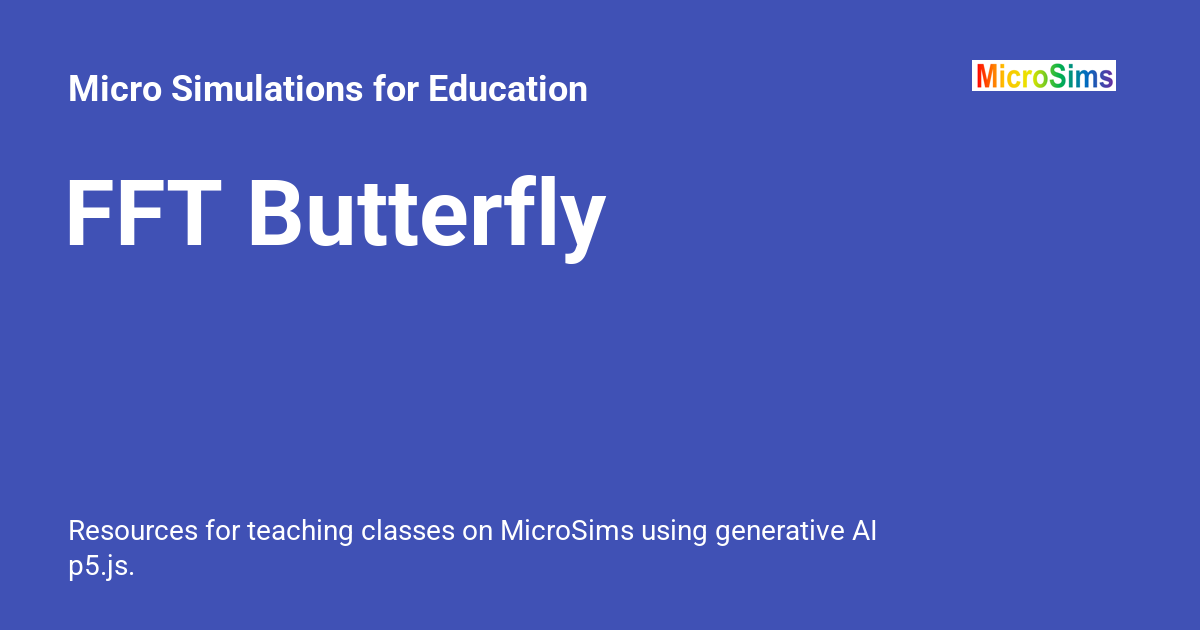 Micro Simulations for Education
MicroSims
FFT Butterfly
Resources for teaching classes on MicroSims using generative AI
p5.js.